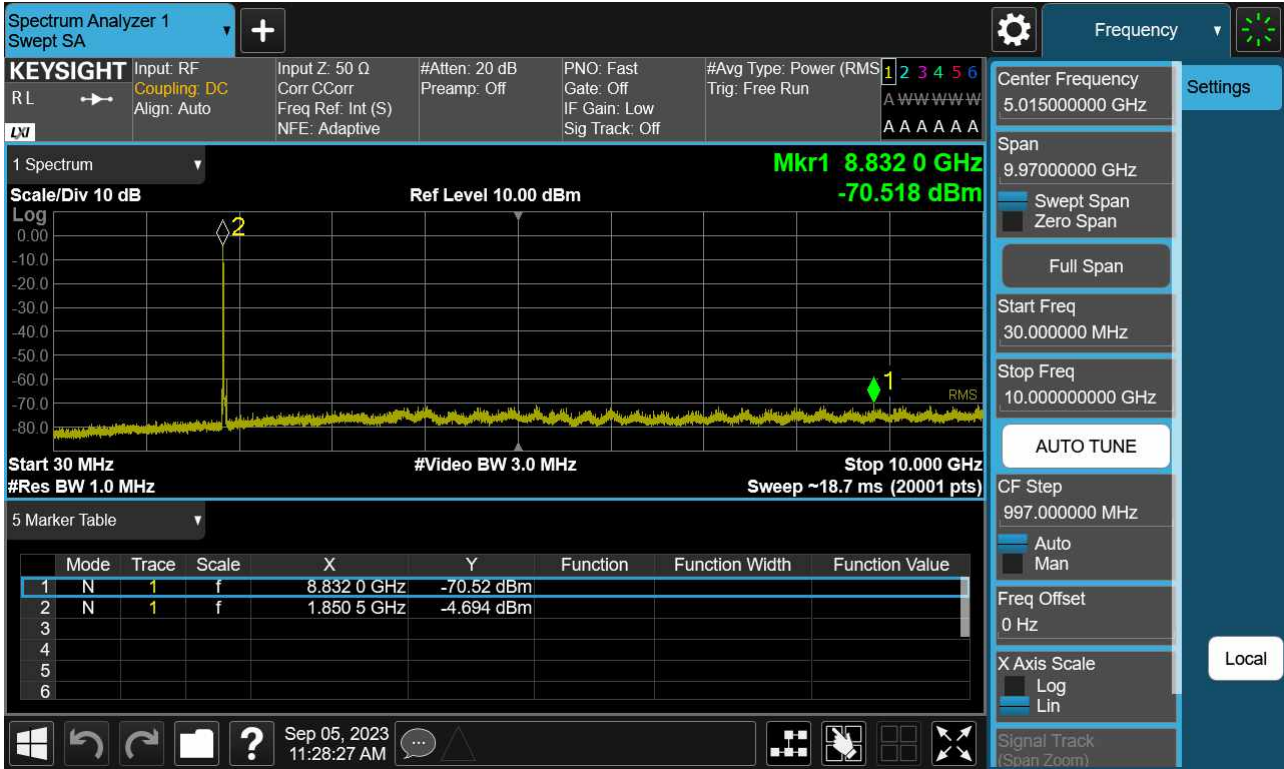 Spectrum Analyzer 1
Swept SA
Frequency
KEYSIGHT
R L
LXI
Input: RF
Coupling: DC
Align: Auto
Input Z: 50 Ω
Corr CCorr
Freq Ref: Int (S)
NFE: Adaptive
#Atten: 20 dB
Preamp: Off
PNO: Fast
Gate: Off
IF Gain: Low
Sig Track: Off
#Avg Type: Power (RMS
Trig: Free Run
1 2 3 4 5 6
A W W W W W
A A A A A A
1 Spectrum
Mkr1 8.832 0 GHz
-70.518 dBm
Scale/Div 10 dB
Ref Level 10.00 dBm
Log
0.00
-10.0
-20.0
-30.0
-40.0
-50.0
-60.0
-70.0
-80.0
2
1
RMS
Start 30 MHz
#Video BW 3.0 MHz
Stop 10.000 GHz
#Res BW 1.0 MHz
Sweep ~18.7 ms (20001 pts)
5 Marker Table
Mode Trace Scale X Y Function Function Width Function Value
1 N 1 f 8.832 0 GHz -70.52 dBm
2 N 1 f 1.850 5 GHz -4.694 dBm
3
4
5
6
Center Frequency
5.015000000 GHz
Settings
Span
9.97000000 GHz
Swept Span
Zero Span
Full Span
Start Freq
30.000000 MHz
Stop Freq
10.000000000 GHz
AUTO TUNE
CF Step
997.000000 MHz
Auto
Man
Freq Offset
0 Hz
X Axis Scale
Log
Lin
Local
Signal Track
(Span Zoom)
?
Sep 05, 2023
11:28:27 AM